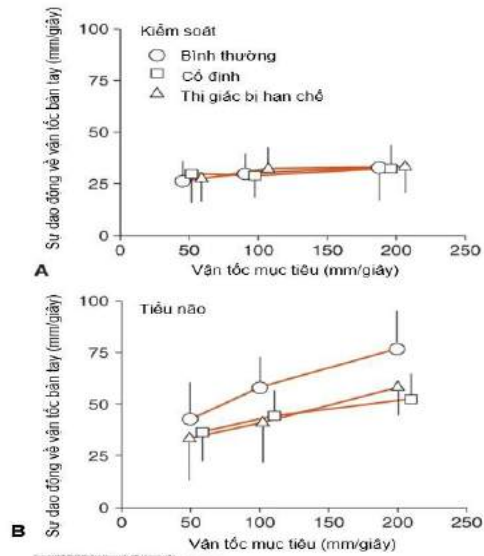 Sự dao động về vận tốc bàn tay (mm/giây)
100
75
50
25
0
Kiểm soát
Bình thường
Cố định
Thị giác bị hạn chế
0 50 100 150 200 250
Vận tốc mục tiêu (mm/giây)
A
Sự dao động về vận tốc bàn tay (mm/giây)
100
75
50
25
0
Tiểu não
0 50 100 150 200 250
Vận tốc mục tiêu (mm/giây)
B